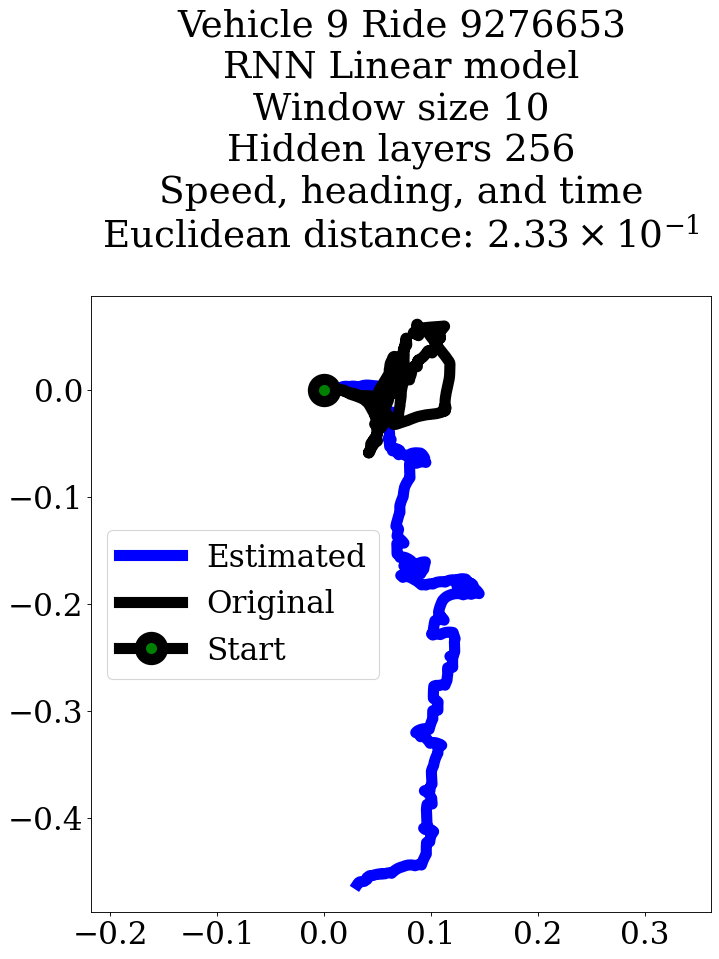 Vehicle 9 Ride 9276653
RNN Linear model
Window size 10
Hidden layers 256
Speed, heading, and time
Euclidean distance: 2.33 × 10⁻¹
0.0
−0.1
−0.2
−0.3
−0.4
Estimated
Original
Start
−0.2 −0.1 0.0 0.1 0.2 0.3